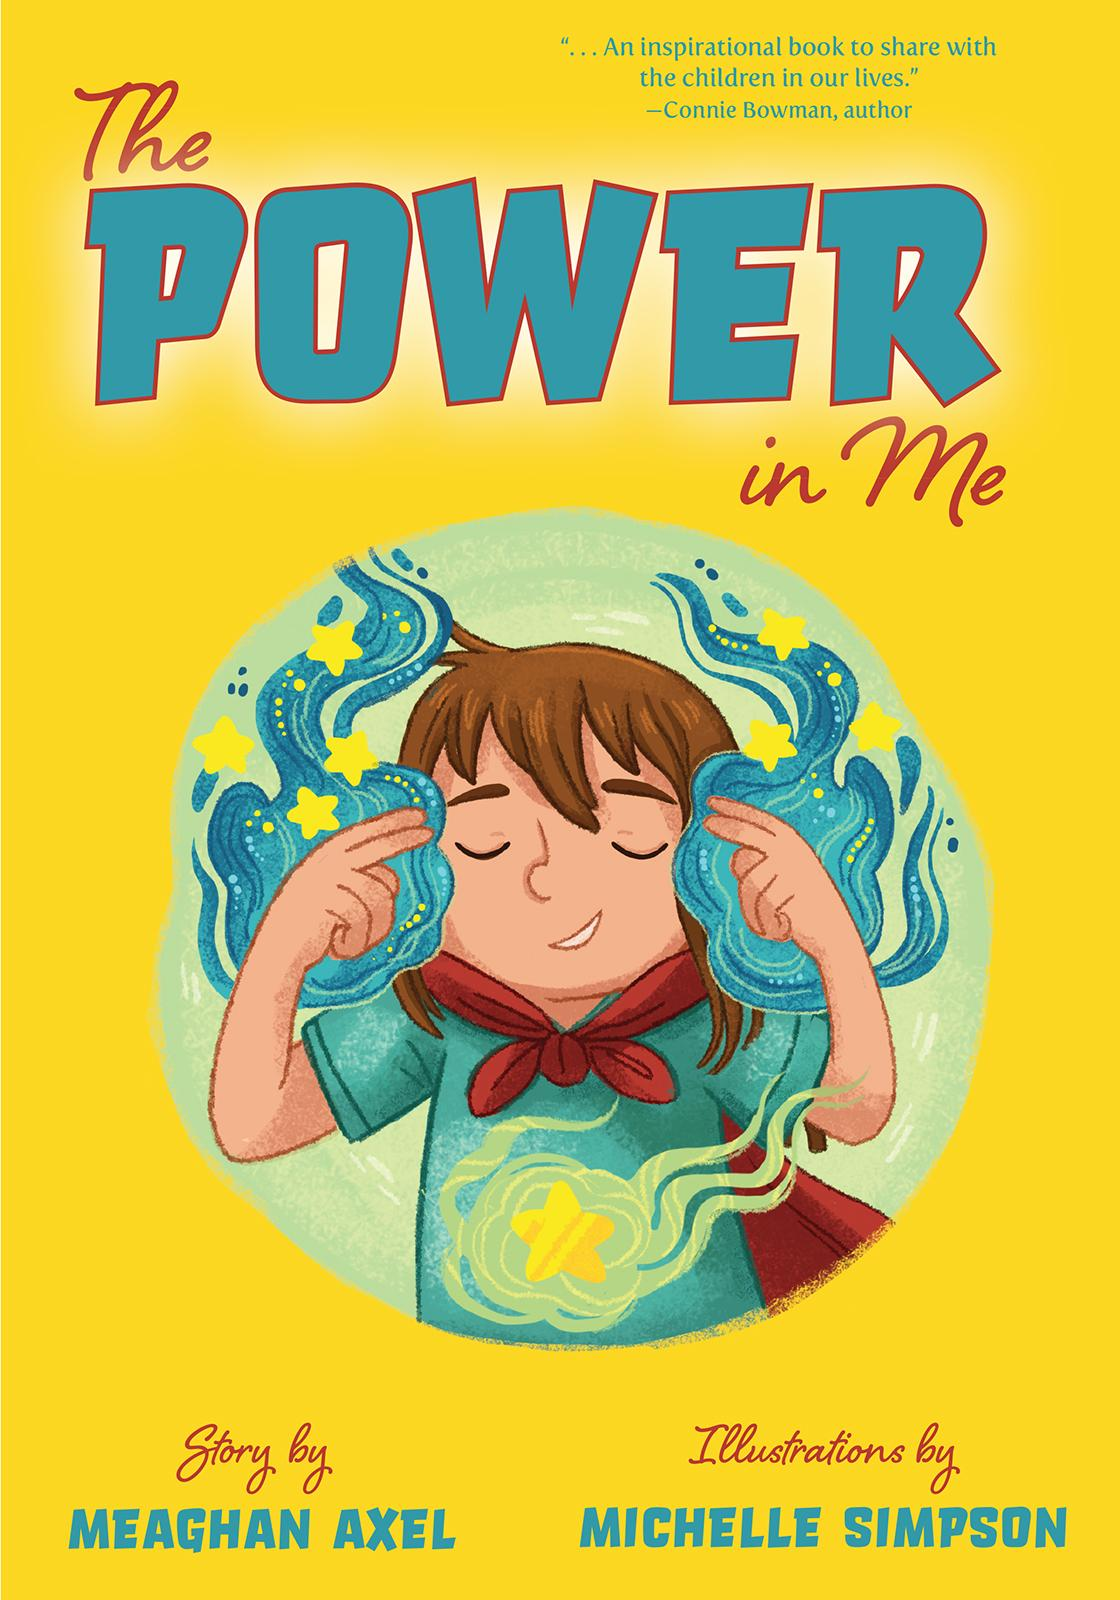 “. . . An inspirational book to share with
the children in our lives.”
—Connie Bowman, author
The
POWER
in Me
Story by
MEAGHAN AXEL
Illustrations by
MICHELLE SIMPSON